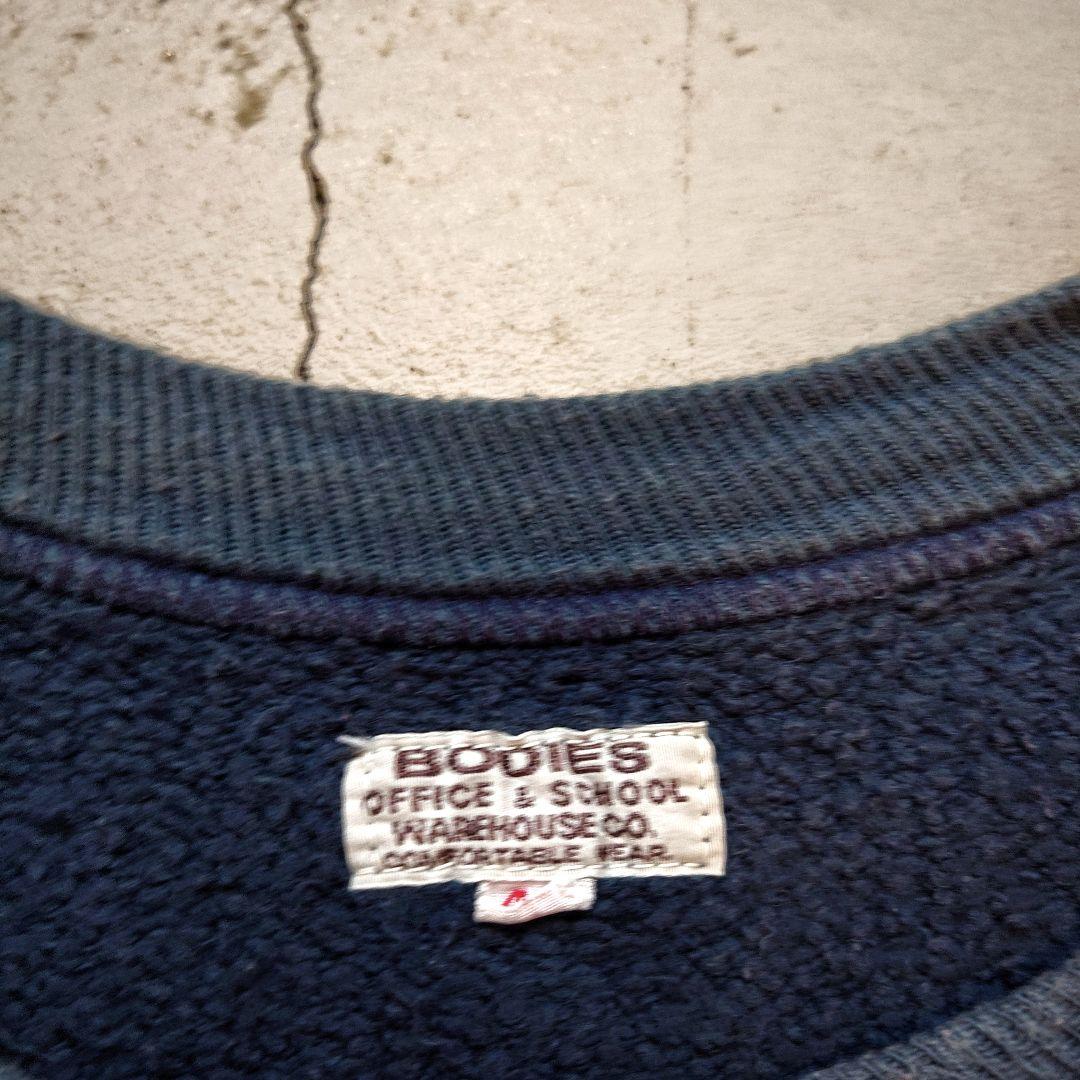 BODIES
OFFICE & SCHOOL
WAREHOUSE CO.
COMFORTABLE WEAR.